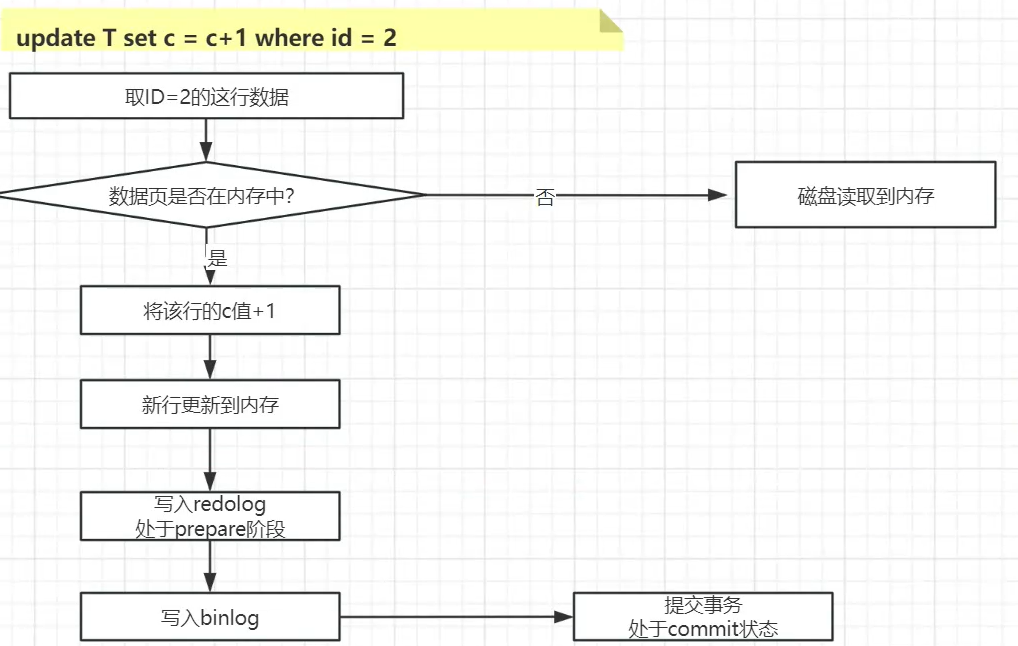 update T set c = c+1 where id = 2
取ID=2的这行数据
数据页是否在内存中?
否
磁盘读取到内存
是
将该行的c值+1
新行更新到内存
写入redolog
处于prepare阶段
写入binlog
提交事务
处于commit状态